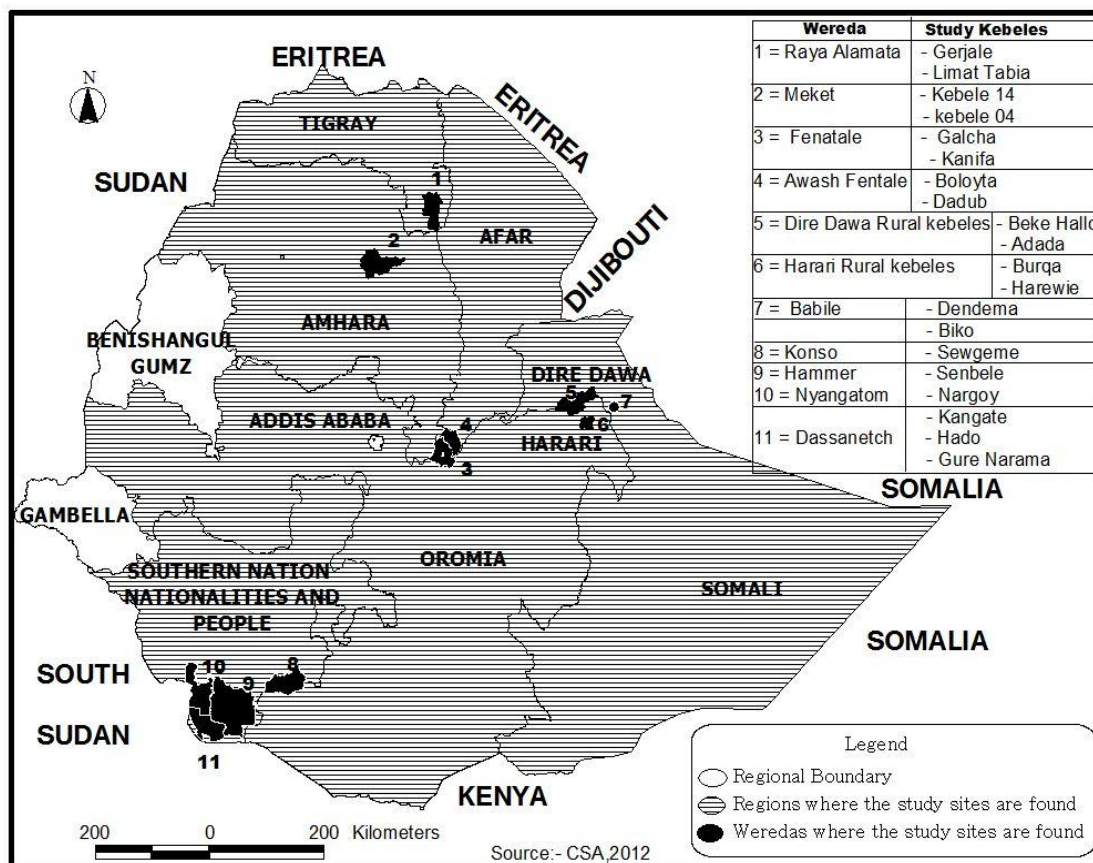 Wereda Study Kebeles
1 = Raya Alamata - Gerjale
- Limat Tabia
2 = Meket - Kebele 14
- kebele 04
3 = Fenatale - Galcha
- Kanifa
4 = Awash Fentale - Boloyta
- Dadub
5 = Dire Dawa Rural kebeles - Beke Hallo
- Adada
6 = Harari Rural kebeles - Burqa
- Harewie
7 = Babile - Dendema
- Biko
8 = Konso - Sewgeme
9 = Hammer - Senbele
10 = Nyangatom - Nargoy
- Kangate
11 = Dassanetch - Hado
- Gure Narama
N
ERITREA
ERITREA
TIGRAY
SUDAN
1
AFAR
2
DIJIBOUTI
AMHARA
BENISHANGUL
GUMZ
DIRE DAWA
5
7
6
ADDIS ABABA
4
HARARI
3
SOMALIA
GAMBELLA
OROMIA
SOUTHERN NATION
NATIONALITIES AND
PEOPLE
SOMALI
SOMALIA
SOUTH
SUDAN
10
8
9
11
KENYA
Legend
Regional Boundary
Regions where the study sites are found
Weredas where the study sites are found
200 0 200 Kilometers
Source:- CSA,2012